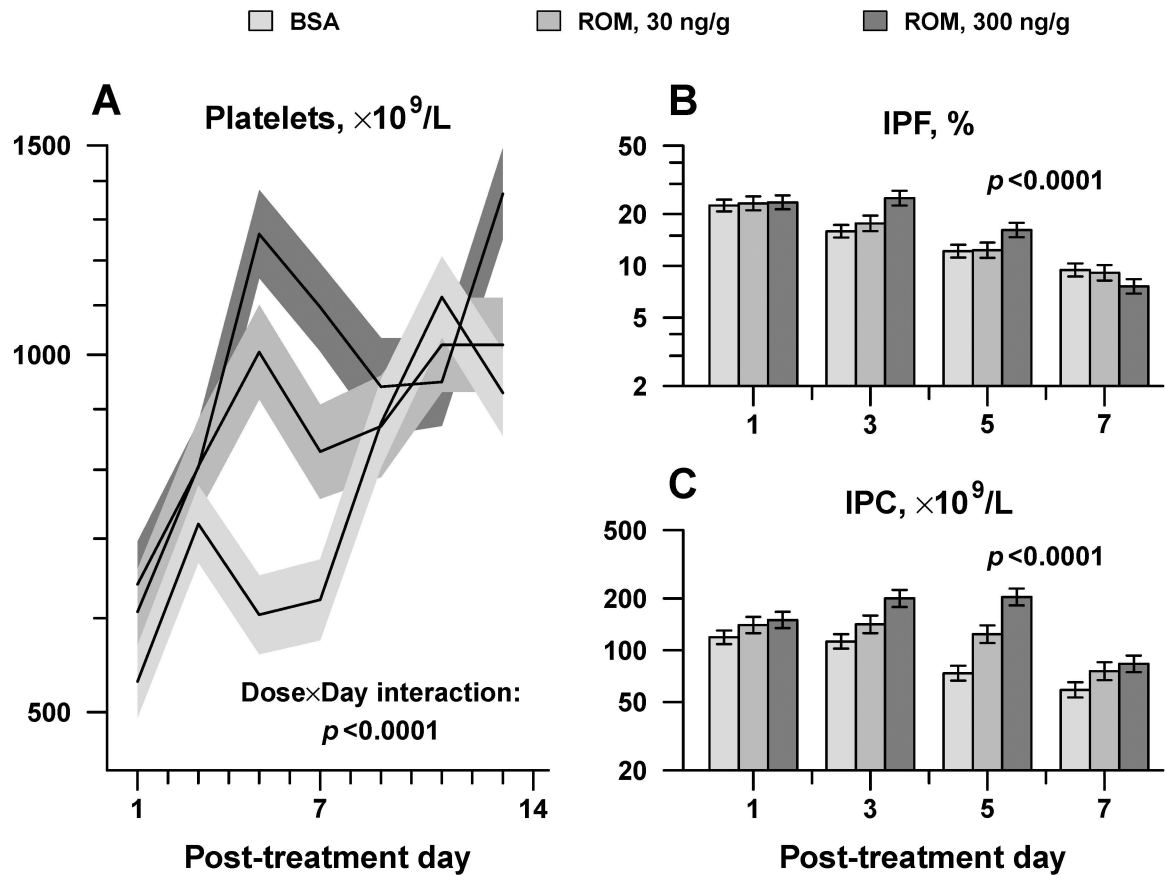 BSA ROM, 30 ng/g ROM, 300 ng/g
A
Platelets, ×10⁹/L
1500
1000
500
Dose×Day interaction:
p<0.0001
1 7 14
Post-treatment day
B
IPF, %
50
20
10
5
2
p<0.0001
1 3 5 7
C
IPC, ×10⁹/L
500
200
100
50
20
p<0.0001
1 3 5 7
Post-treatment day